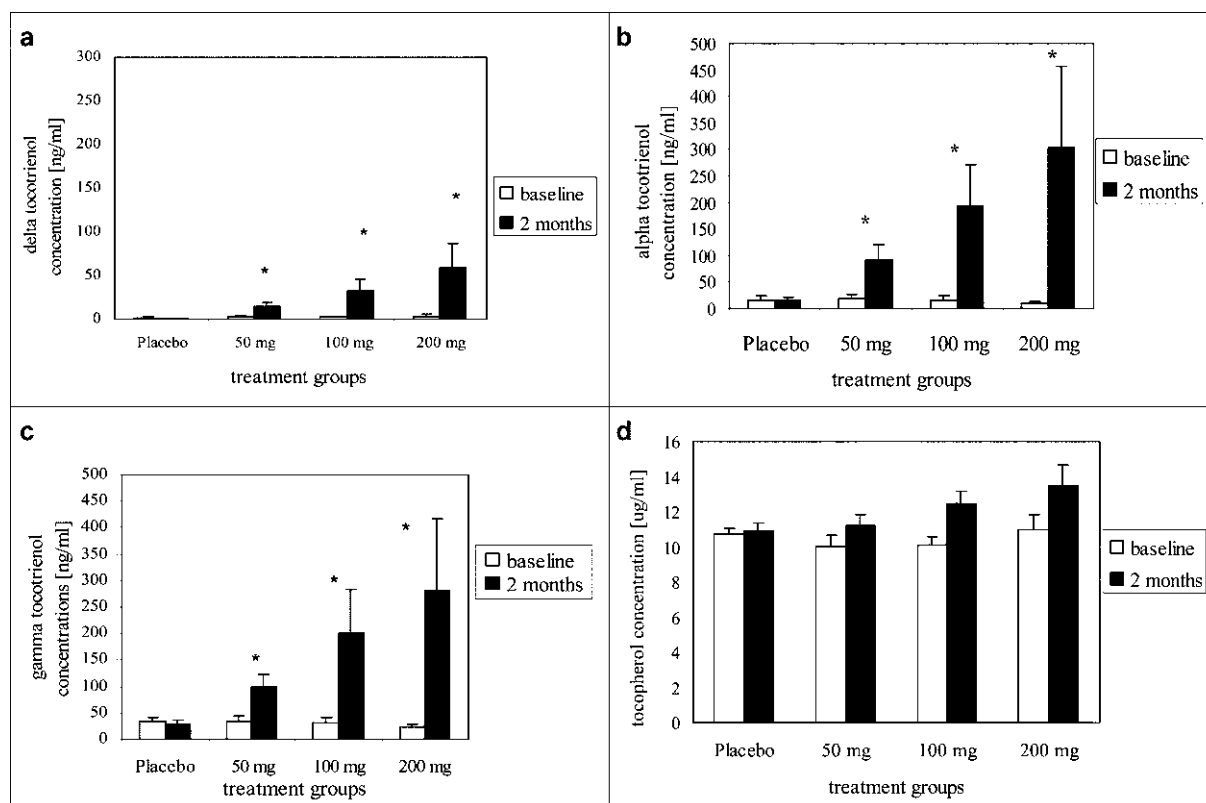 a
delta tocotrienol
concentration [ng/ml]
300
250
200
150
100
50
0
*
*
*
Placebo
50 mg
100 mg
200 mg
treatment groups
baseline
2 months
b
alpha tocotrienol
concentration [ng/ml]
500
450
400
350
300
250
200
150
100
50
0
*
*
*
Placebo
50 mg
100 mg
200 mg
treatment groups
baseline
2 months
c
gamma tocotrienol
concentrations [ng/ml]
500
450
400
350
300
250
200
150
100
50
0
*
*
*
Placebo
50 mg
100 mg
200 mg
treatment groups
baseline
2 months
d
tocopherol concentration [ug/ml]
16
14
12
10
8
6
4
2
0
Placebo
50 mg
100 mg
200 mg
treatment groups
baseline
2 months